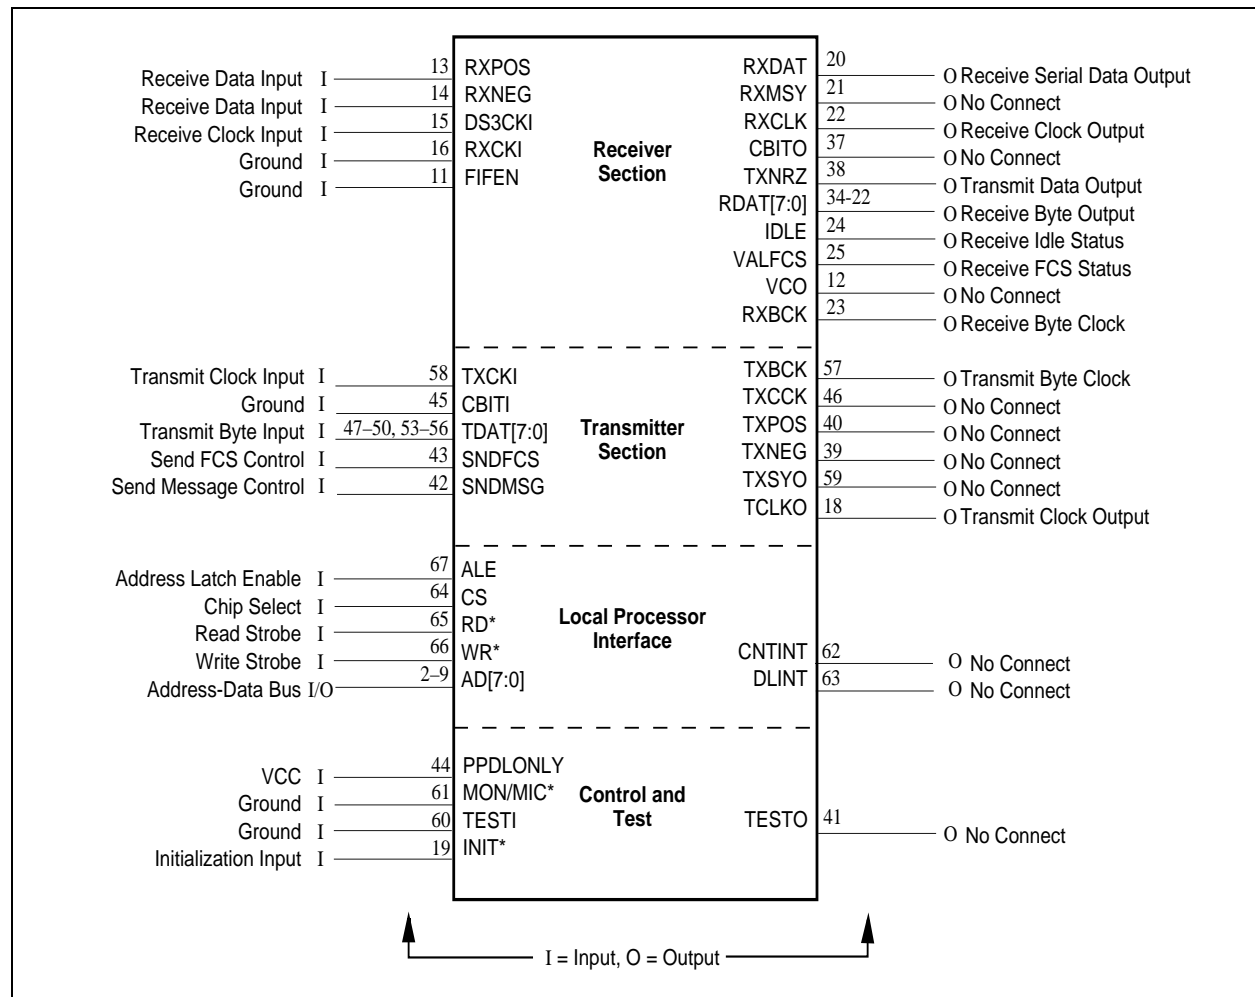 Receive Data Input I 13 RXPOS RXDAT 20 O Receive Serial Data Output
Receive Data Input I 14 RXNEG RXMSY 21 O No Connect
Receive Clock Input I 15 DS3CKI RXCLK 22 O Receive Clock Output
Ground I 16 RXCKI Receiver CBITO 37 O No Connect
Ground I 11 FIFEN Section TXNRZ 38 O Transmit Data Output
RDAT[7:0] 34-22 O Receive Byte Output
IDLE 24 O Receive Idle Status
VALFCS 25 O Receive FCS Status
VCO 12 O No Connect
RXBCK 23 O Receive Byte Clock
Transmit Clock Input I 58 TXCKI TXBCK 57 O Transmit Byte Clock
Ground I 45 CBITI TXCCK 46 O No Connect
Transmit Byte Input I 47–50, 53–56 TDAT[7:0] Transmitter TXPOS 40 O No Connect
Send FCS Control I 43 SNDFCS Section TXNEG 39 O No Connect
Send Message Control I 42 SNDMSG TXSYO 59 O No Connect
TCLKO 18 O Transmit Clock Output
Address Latch Enable I 67 ALE
Chip Select I 64 CS
Read Strobe I 65 RD* Local Processor
Write Strobe I 66 WR* Interface CNTINT 62 O No Connect
Address-Data Bus I/O 2–9 AD[7:0] DLINT 63 O No Connect
VCC I 44 PPDLONLY
Ground I 61 MON/MIC* Control and
Ground I 60 TESTI Test TESTO 41 O No Connect
Initialization Input I 19 INIT*
I = Input, O = Output